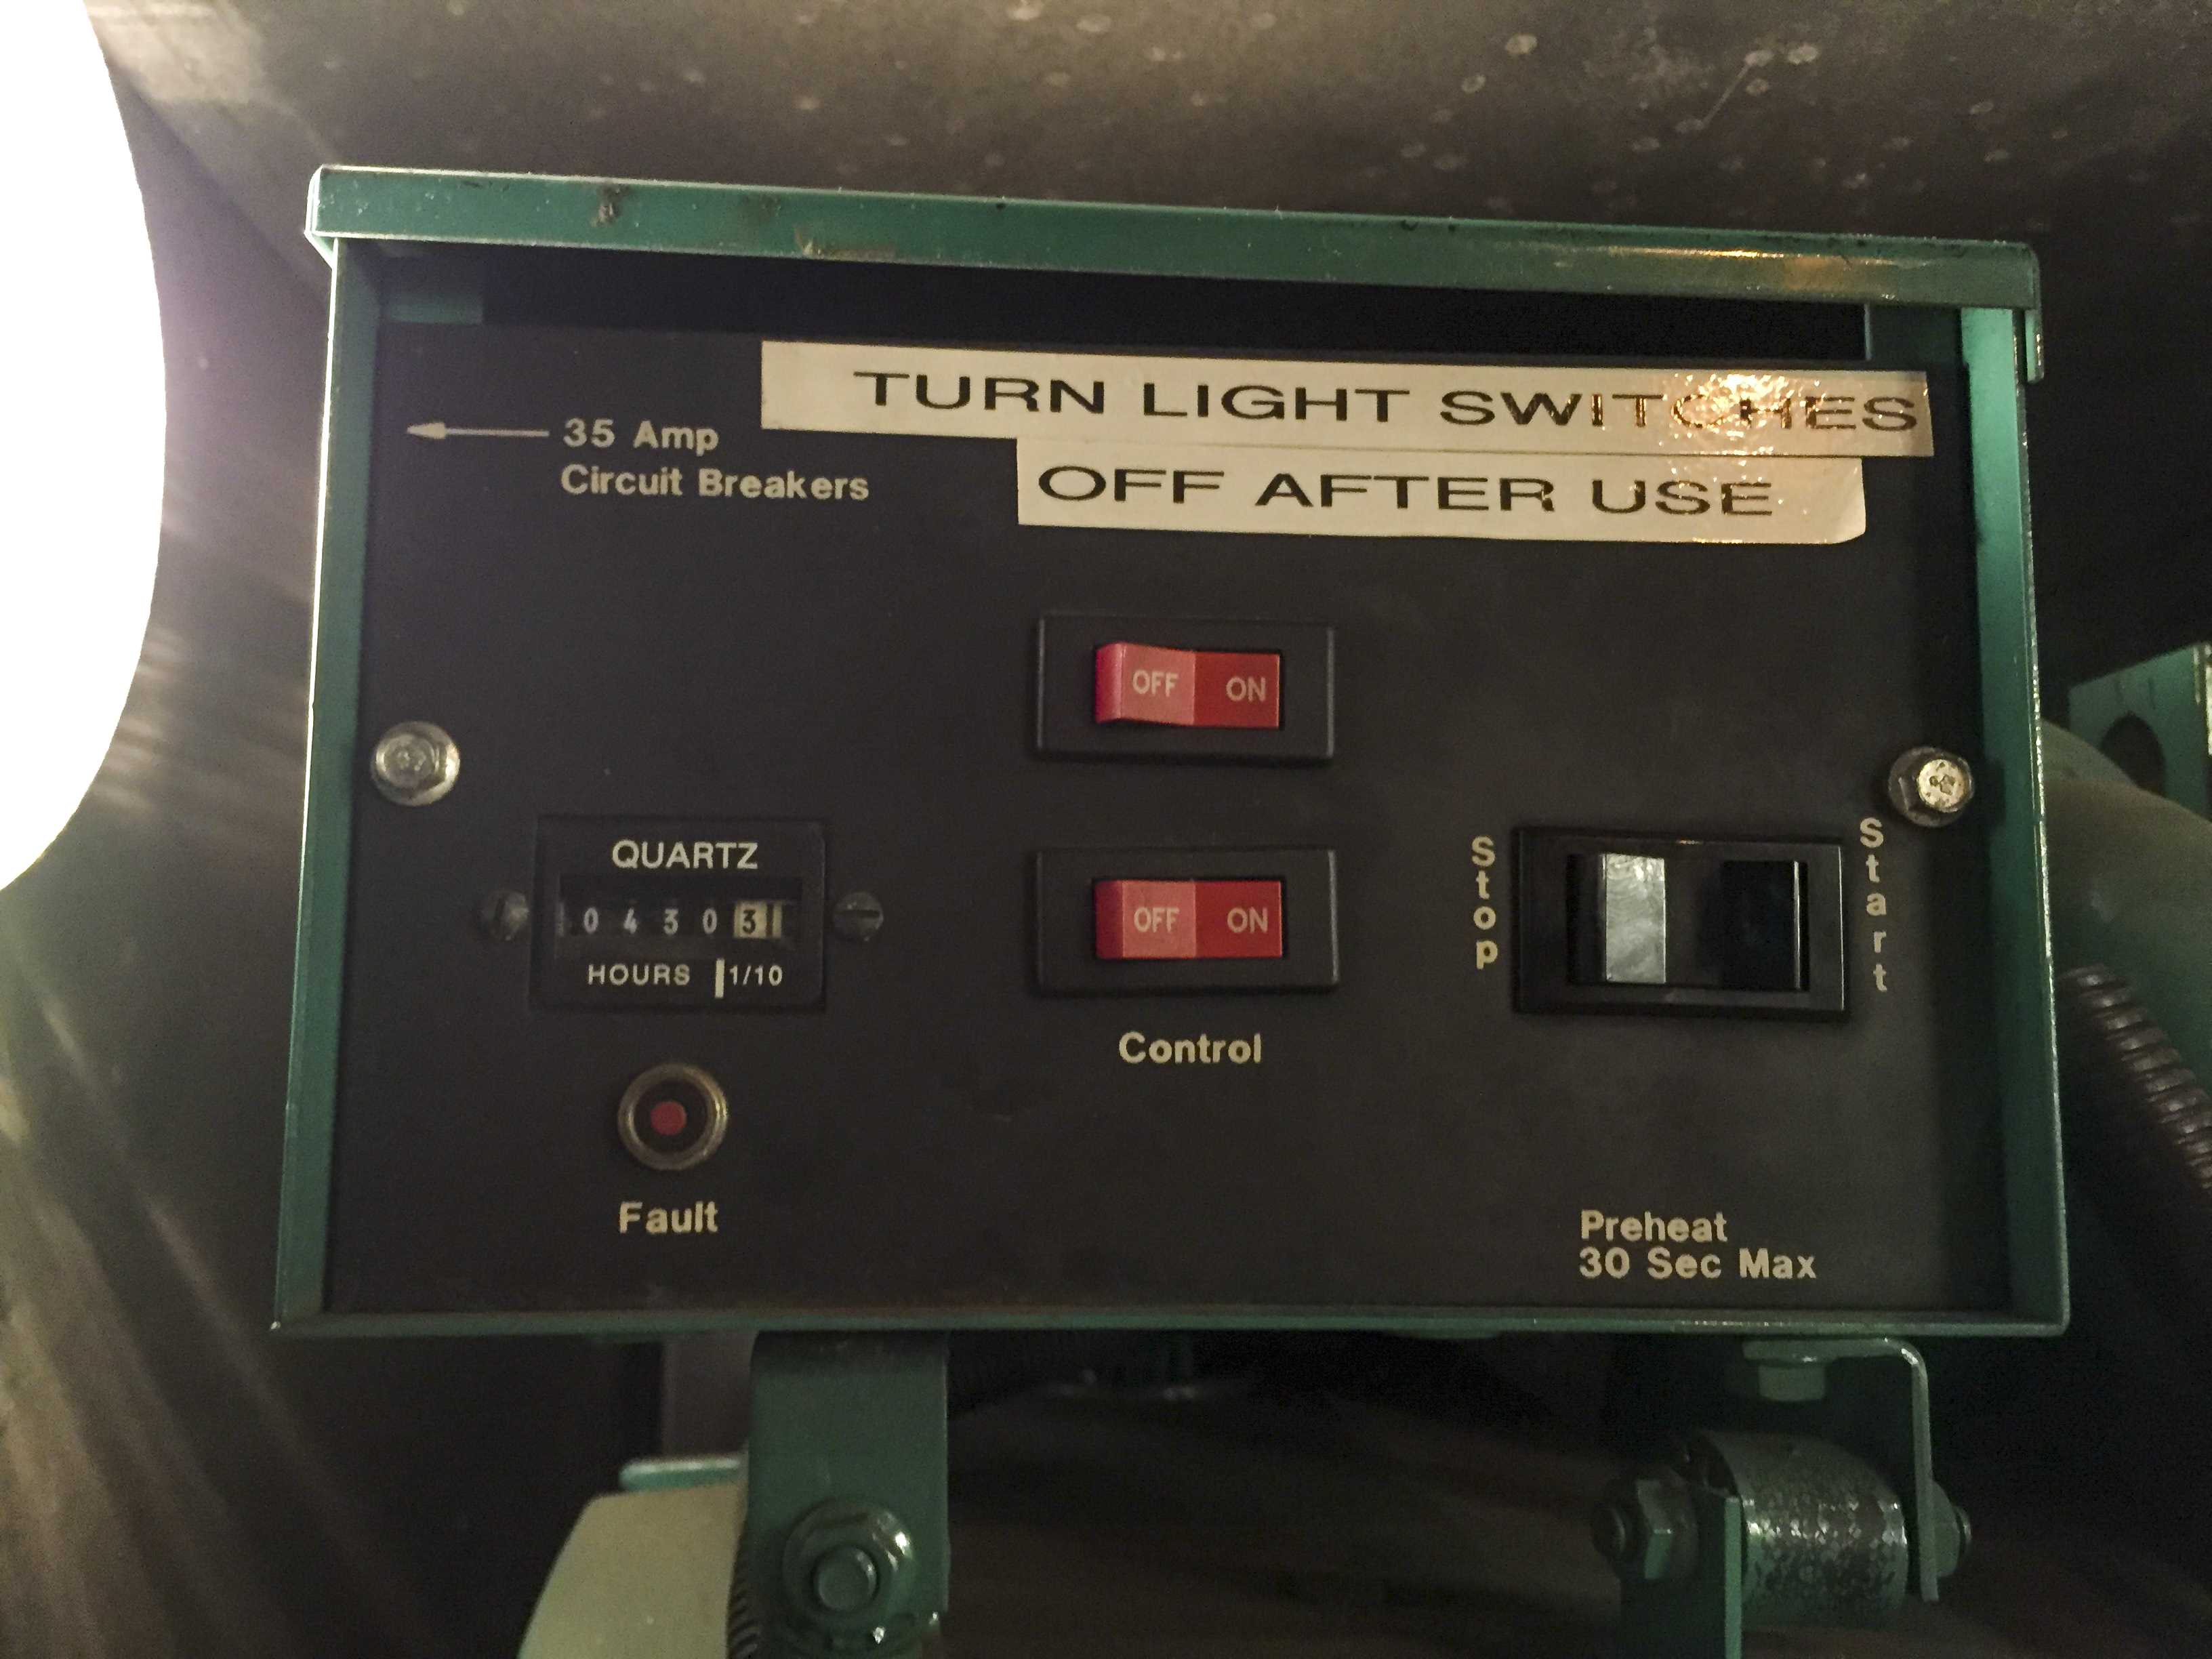 TURN LIGHT SWITCHES
OFF AFTER USE
35 Amp
Circuit Breakers
OFF ON
QUARTZ
0 4 3 0 3
HOURS 1/10
OFF ON
Control
Stop
Start
Fault
Preheat
30 Sec Max